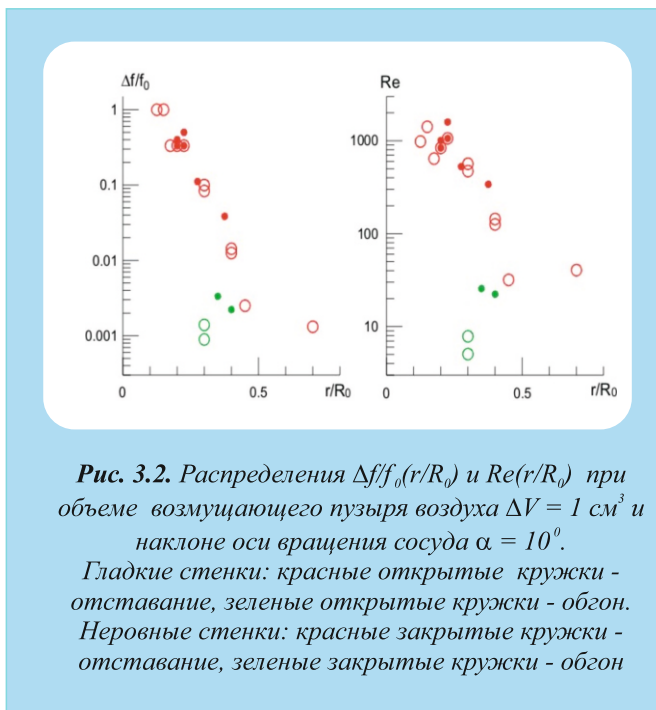 Δf/f₀
1
0.1
0.01
0.001
0
0.5
r/R₀
Re
1000
100
10
0
0.5
r/R₀
Рис. 3.2. Распределения Δf/f₀(r/R₀) и Re(r/R₀) при
объеме возмущающего пузыря воздуха ΔV = 1 см³ и
наклоне оси вращения сосуда α = 10⁰.
Гладкие стенки: красные открытые кружки -
отставание, зеленые открытые кружки - обгон.
Неровные стенки: красные закрытые кружки -
отставание, зеленые закрытые кружки - обгон